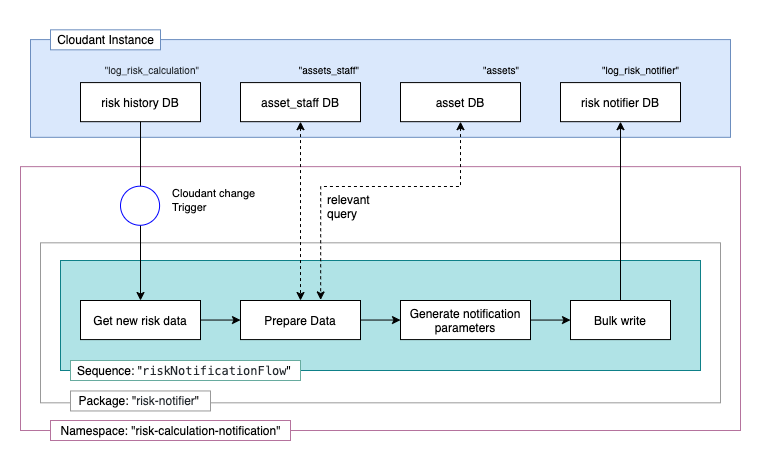 Cloudant Instance
"log_risk_calculation"
"assets_staff"
"assets"
"log_risk_notifier"
risk history DB
asset_staff DB
asset DB
risk notifier DB
Cloudant change
Trigger
relevant
query
Get new risk data
Prepare Data
Generate notification
parameters
Bulk write
Sequence: "riskNotificationFlow"
Package: "risk-notifier"
Namespace: "risk-calculation-notification"